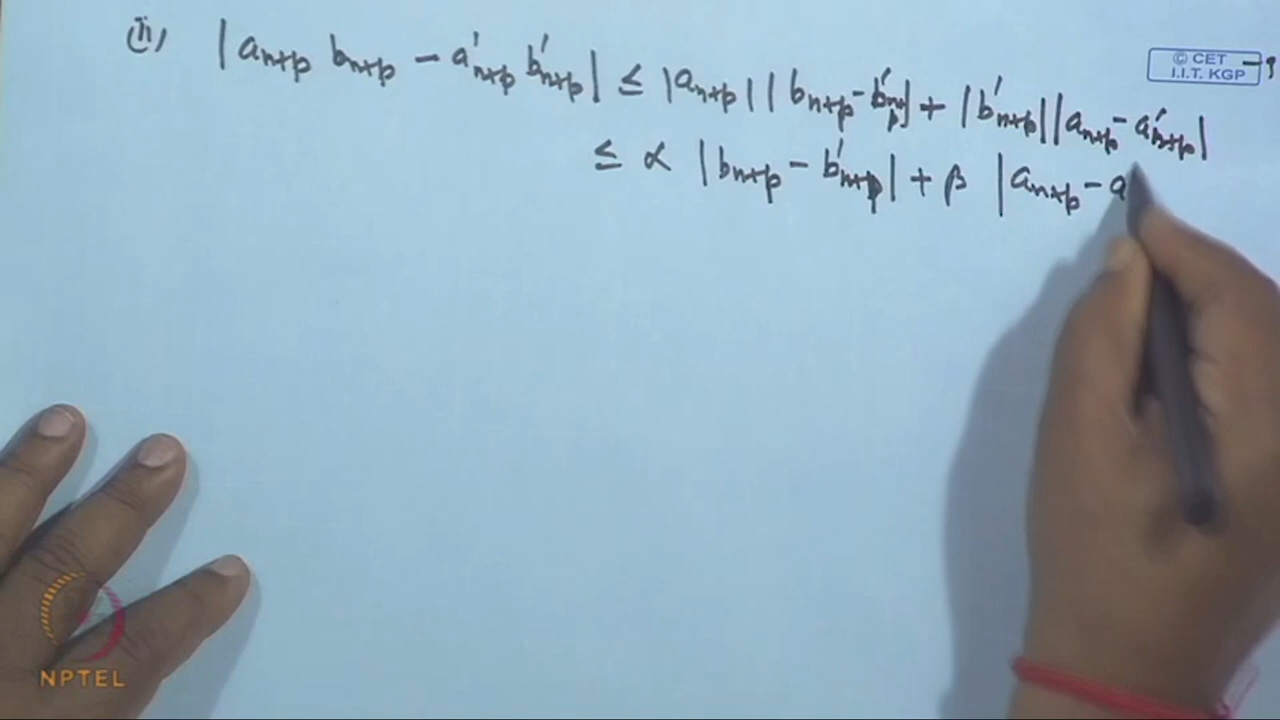 (ii) | a_{n+p} b_{n+p} - a'_{n+p} b'_{n+p} | ≤ |a_{n+p}| | b_{n+p} - b'_{n+p} | + |b'_{n+p}| |a_{n+p} - a'_{n+p}|
≤ α | b_{n+p} - b'_{n+p} | + β | a_{n+p} - a
© CET
I.I.T. KGP
NPTEL